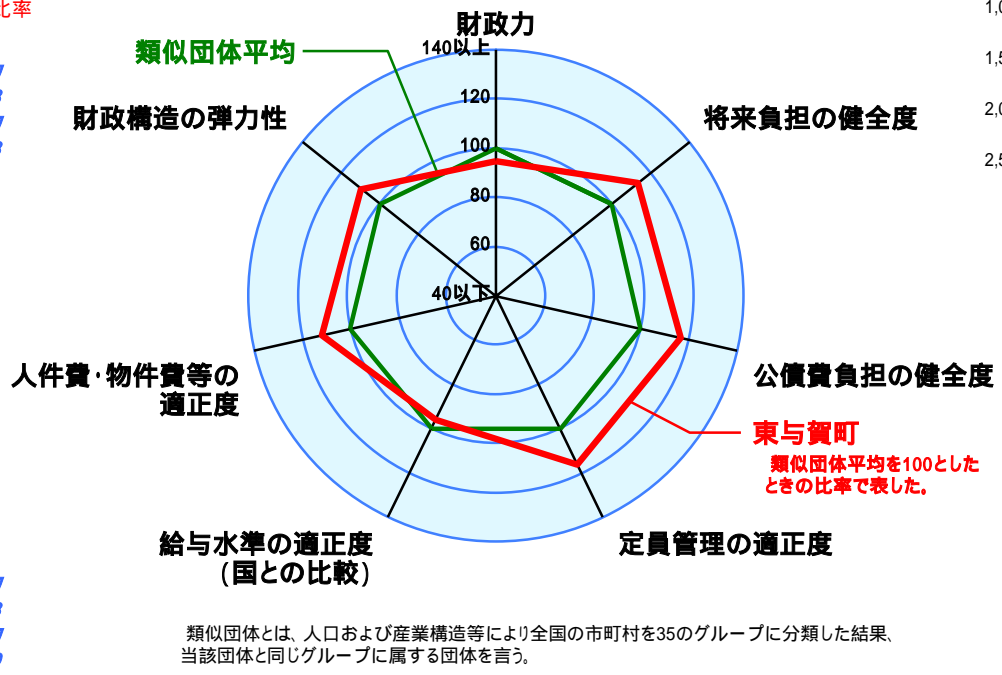 比率
財政力
140以上
類似団体平均
120
財政構造の弾力性
将来負担の健全度
100
80
60
40以下
人件費・物件費等の
適正度
公債費負担の健全度
東与賀町
類似団体平均を100とした
ときの比率で表した。
給与水準の適正度
(国との比較)
定員管理の適正度
類似団体とは、人口および産業構造等により全国の市町村を35のグループに分類した結果、
当該団体と同じグループに属する団体を言う。